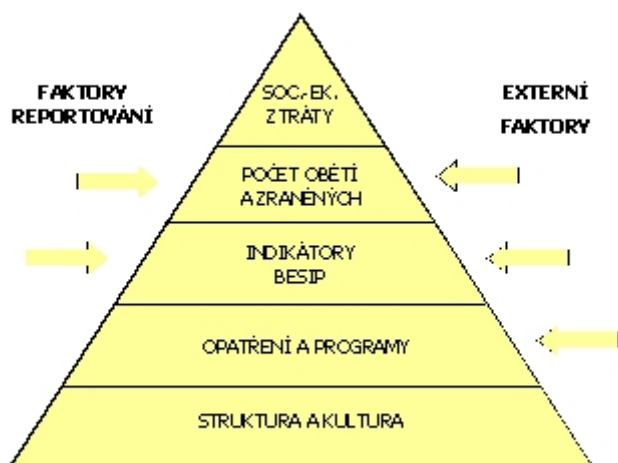 FAKTORY
REPORTOVÁNÍ
SOC.-EK.
ZTRÁTY
EXTERNÍ
FAKTORY
POČET OBĚTÍ
A ZRANĚNÝCH
INDIKÁTORY
BESIP
OPATŘENÍ A PROGRAMY
STRUKTURA A KULTURA